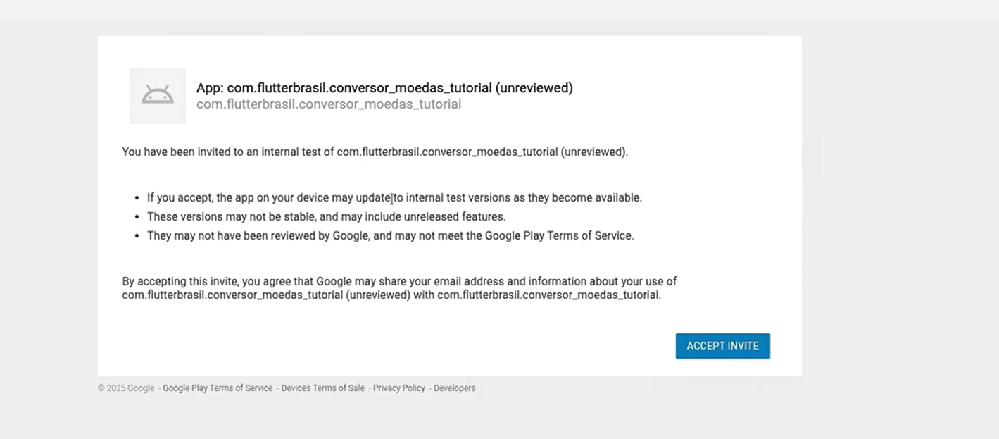 App: com.flutterbrasil.conversor_moedas_tutorial (unreviewed)
com.flutterbrasil.conversor_moedas_tutorial
You have been invited to an internal test of com.flutterbrasil.conversor_moedas_tutorial (unreviewed).
• If you accept, the app on your device may update to internal test versions as they become available.
• These versions may not be stable, and may include unreleased features.
• They may not have been reviewed by Google, and may not meet the Google Play Terms of Service.
By accepting this invite, you agree that Google may share your email address and information about your use of
com.flutterbrasil.conversor_moedas_tutorial (unreviewed) with com.flutterbrasil.conversor_moedas_tutorial.
ACCEPT INVITE
© 2025 Google - Google Play Terms of Service - Devices Terms of Sale - Privacy Policy - Developers